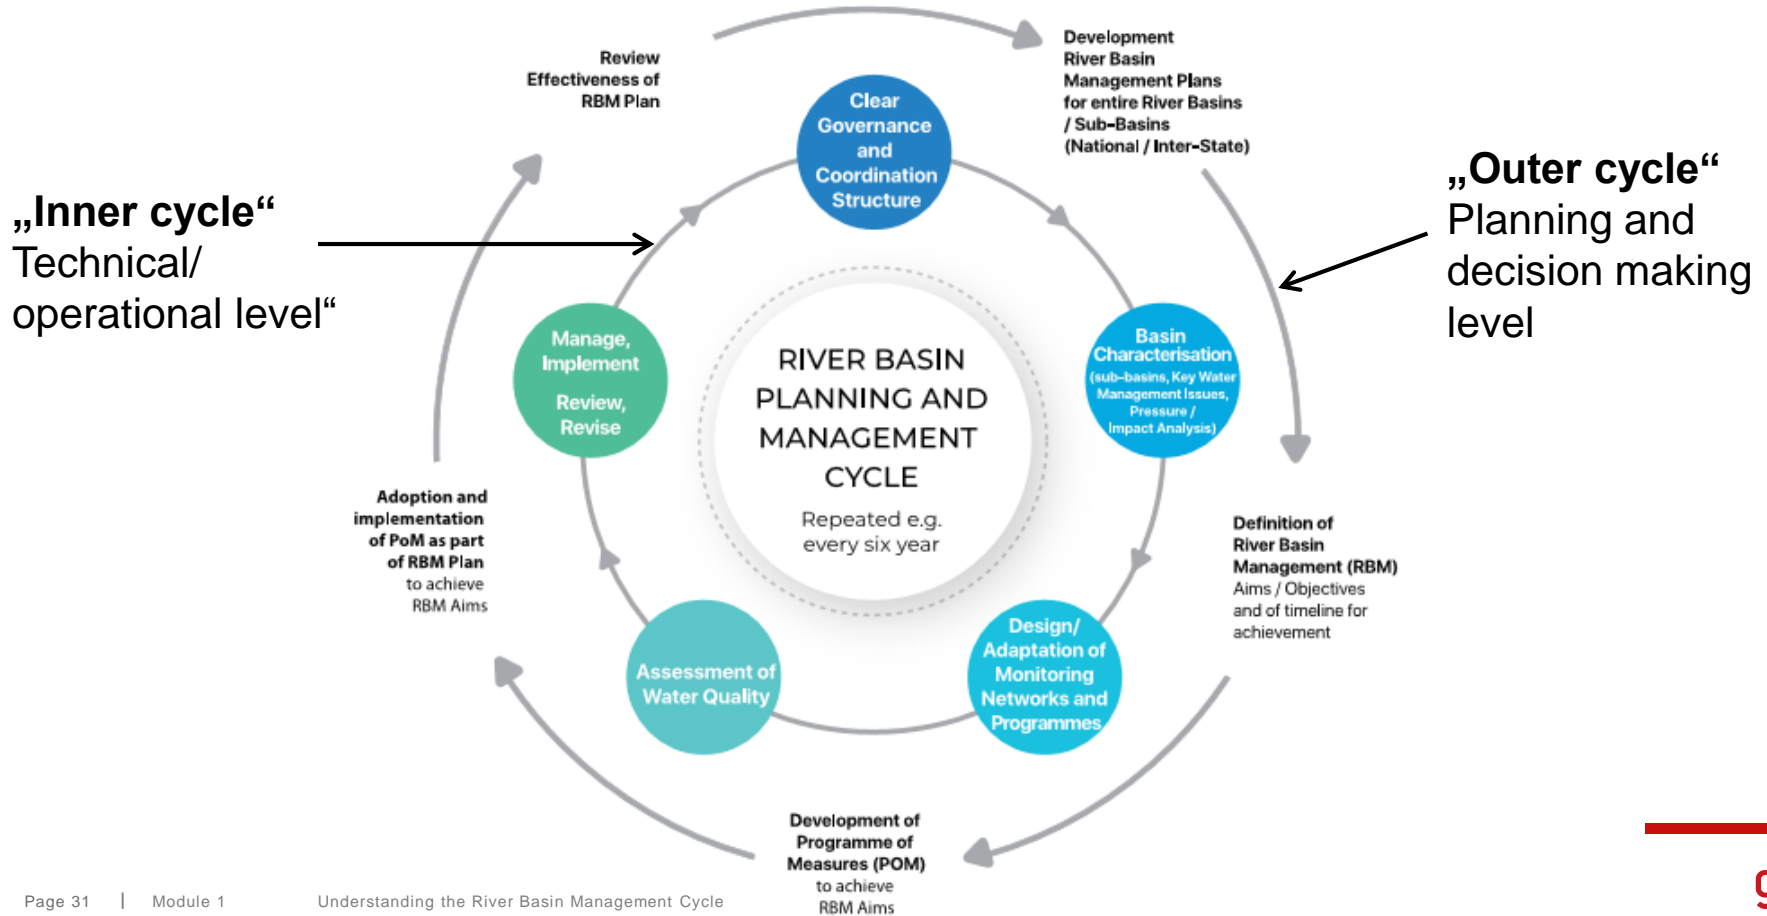 „Inner cycle“
Technical/
operational level“
Review
Effectiveness of
RBM Plan
Development
River Basin
Management Plans
for entire River Basins
/ Sub-Basins
(National / Inter-State)
„Outer cycle“
Planning and
decision making
level
Clear
Governance
and
Coordination
Structure
Manage,
Implement
Review,
Revise
RIVER BASIN
PLANNING AND
MANAGEMENT
CYCLE
Repeated e.g.
every six year
Basin
Characterisation
(sub-basins, Key Water
Management Issues,
Pressure /
Impact Analysis)
Adoption and
implementation
of PoM as part
of RBM Plan
to achieve
RBM Aims
Definition of
River Basin
Management (RBM)
Aims / Objectives
and of timeline for
achievement
Assessment of
Water Quality
Design/
Adaptation of
Monitoring
Networks and
Programmes
Development of
Programme of
Measures (POM)
to achieve
RBM Aims
Page 31 | Module 1 Understanding the River Basin Management Cycle